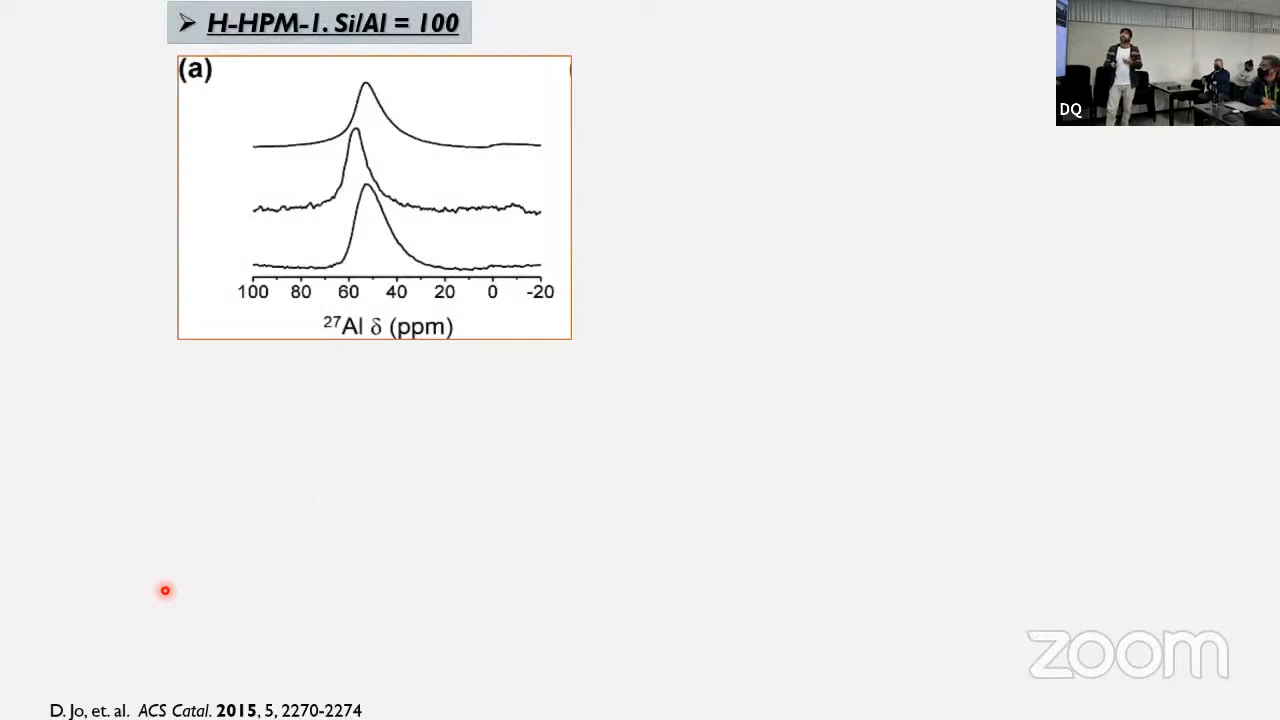 ➢ H-HPM-1. Si/Al = 100
(a)
100 80 60 40 20 0 -20
²⁷Al δ (ppm)
DQ
zoom
D. Jo, et. al. ACS Catal. 2015, 5, 2270-2274